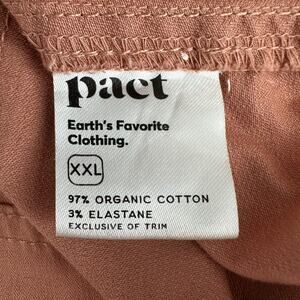 pact
Earth's Favorite
Clothing.
XXL
97% ORGANIC COTTON
3% ELASTANE
EXCLUSIVE OF TRIM